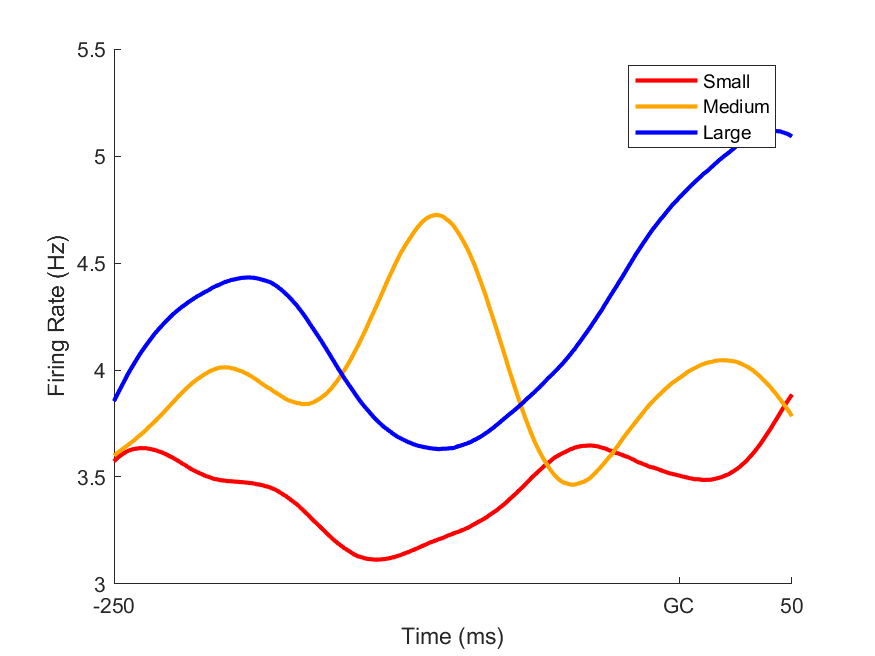 5.5
5
4.5
4
3.5
3
Firing Rate (Hz)
Small
Medium
Large
-250
GC
50
Time (ms)